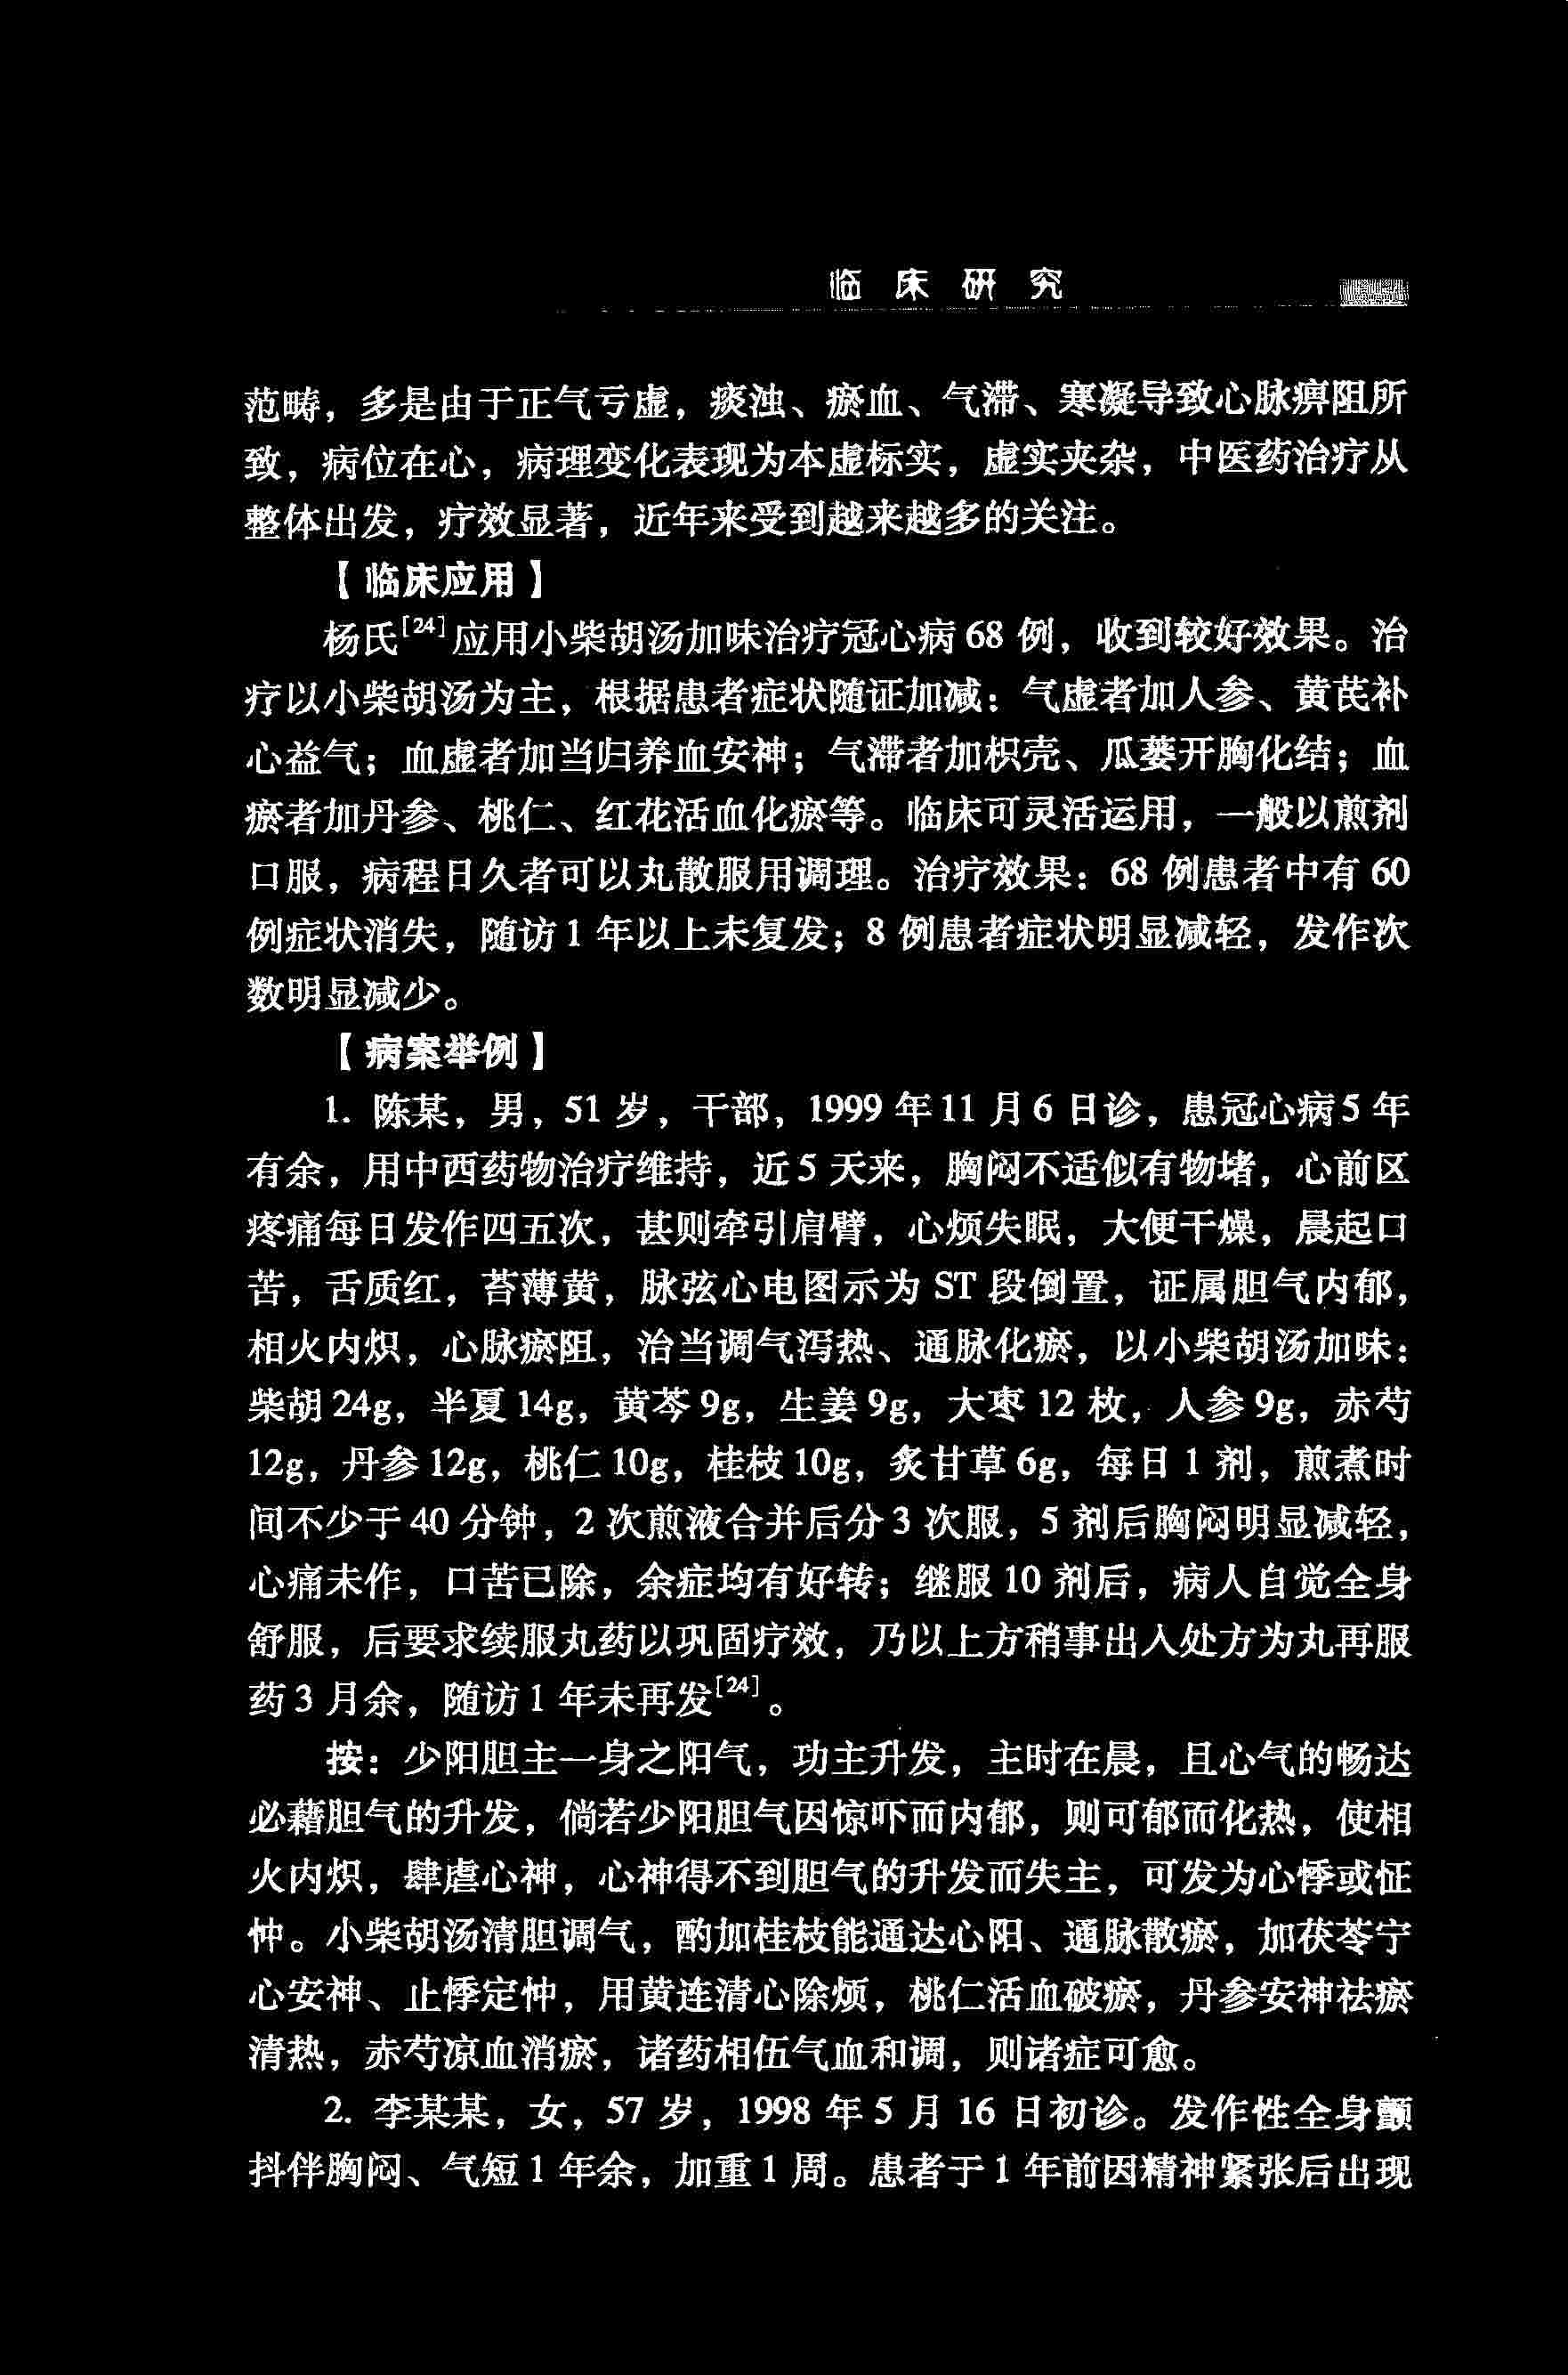 临床研究
范畴，多是由于正气亏虚，痰浊、瘀血、气滞、寒凝导致心脉痹阻所
致，病位在心，病理变化表现为本虚标实，虚实夹杂，中医药治疗从
整体出发，疗效显著，近年来受到越来越多的关注。
【临床应用】
杨氏[24]应用小柴胡汤加味治疗冠心病68例，收到较好效果。治
疗以小柴胡汤为主，根据患者症状随证加减：气虚者加人参、黄芪补
心益气；血虚者加当归养血安神；气滞者加枳壳、瓜蒌开胸化结；血
瘀者加丹参、桃仁、红花活血化瘀等。临床可灵活运用，一般以煎剂
口服，病程日久者可以丸散服用调理。治疗效果：68例患者中有60
例症状消失，随访1年以上未复发；8例患者症状明显减轻，发作次
数明显减少。
【病案举例】
1. 陈某，男，51岁，干部，1999年11月6日诊，患冠心病5年
有余，用中西药物治疗维持，近5天来，胸闷不适似有物堵，心前区
疼痛每日发作四五次，甚则牵引肩臂，心烦失眠，大便干燥，晨起口
苦，舌质红，苔薄黄，脉弦心电图示为ST段倒置，证属胆气内郁，
相火内炽，心脉瘀阻，治当调气泻热、通脉化瘀，以小柴胡汤加味：
柴胡24g，半夏14g，黄芩9g，生姜9g，大枣12枚，人参9g，赤芍
12g，丹参12g，桃仁10g，桂枝10g，炙甘草6g，每日1剂，煎煮时
间不少于40分钟，2次煎液合并后分3次服，5剂后胸闷明显减轻，
心痛未作，口苦已除，余症均有好转；继服10剂后，病人自觉全身
舒服，后要求续服丸药以巩固疗效，乃以上方稍事出入处方为丸再服
药3月余，随访1年未再发[24]。
按：少阳胆主一身之阳气，功主升发，主时在晨，且心气的畅达
必藉胆气的升发，倘若少阳胆气因惊吓而内郁，则可郁而化热，使相
火内炽，肆虐心神，心神得不到胆气的升发而失主，可发为心悸或怔
忡。小柴胡汤清胆调气，酌加桂枝能通达心阳、通脉散瘀，加茯苓宁
心安神、止悸定忡，用黄连清心除烦，桃仁活血破瘀，丹参安神祛瘀
清热，赤芍凉血消瘀，诸药相伍气血和调，则诸症可愈。
2. 李某某，女，57岁，1998年5月16日初诊。发作性全身颤
抖伴胸闷、气短1年余，加重1周。患者于1年前因精神紧张后出现